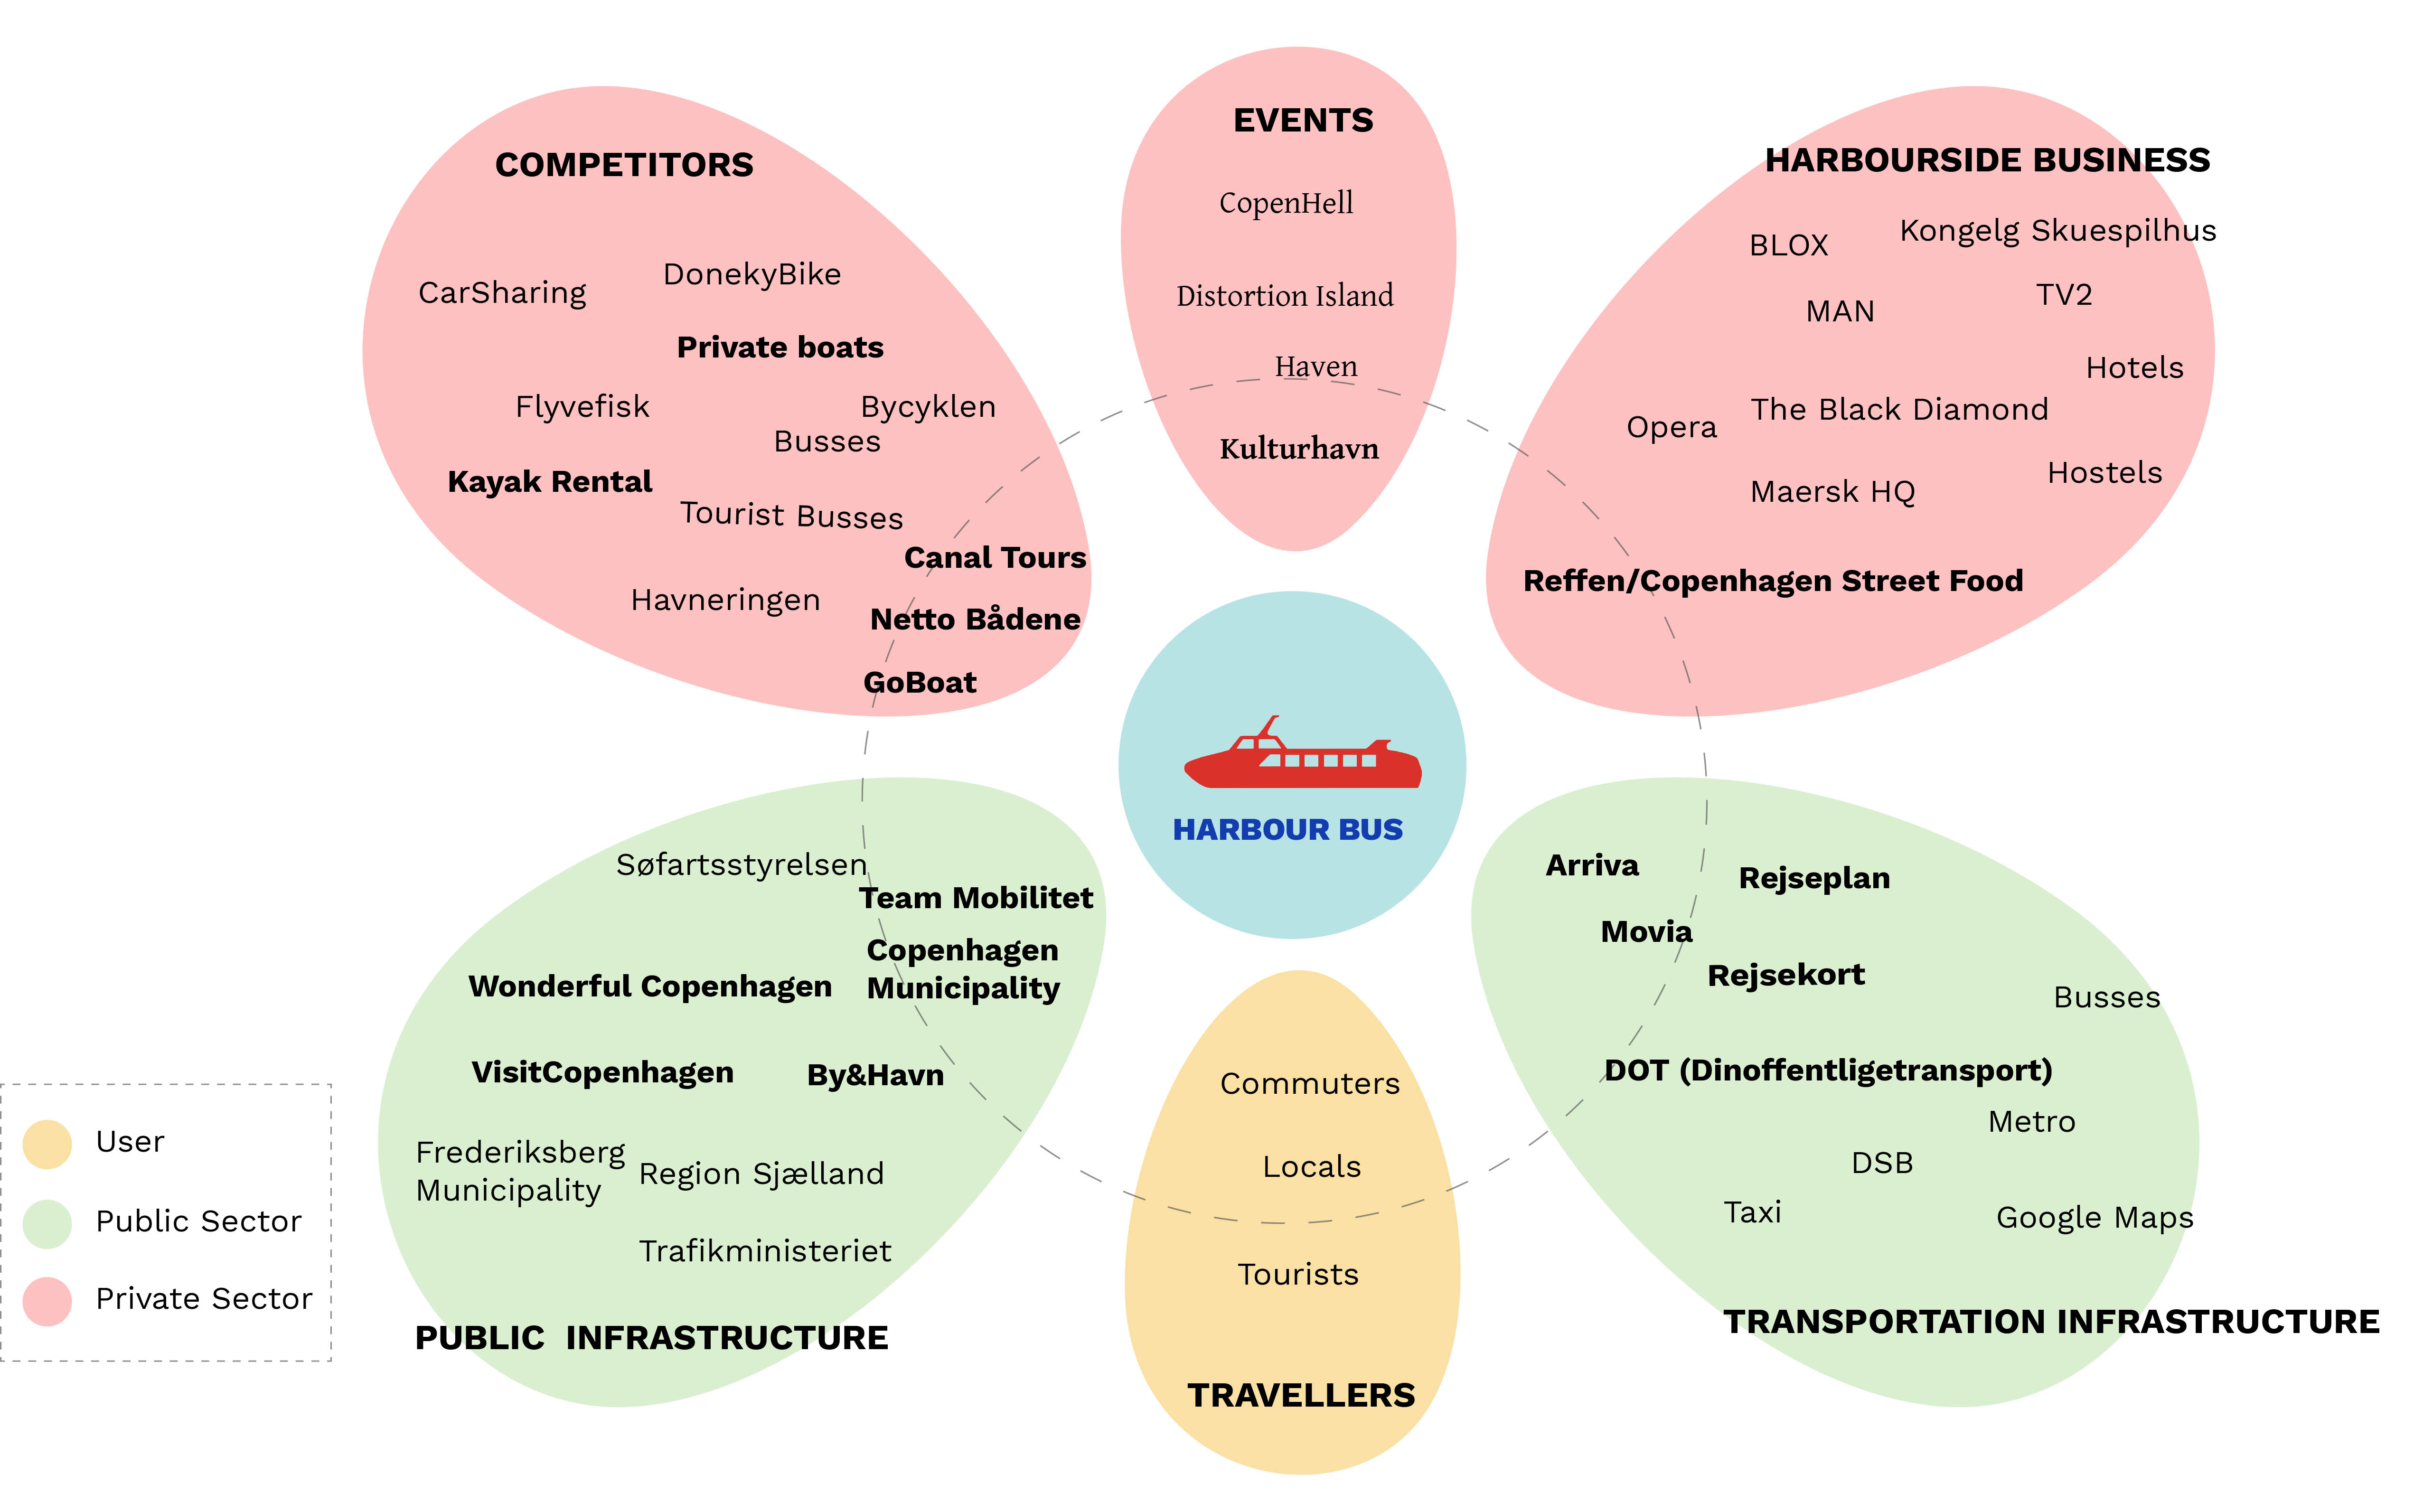 EVENTS
CopenHell
Distortion Island
Haven
Kulturhavn
COMPETITORS
DonekyBike
CarSharing
Private boats
Flyvefisk
Bycyklen
Busses
Kayak Rental
Tourist Busses
Canal Tours
Havneringen
Netto Bådene
GoBoat
HARBOURSIDE BUSINESS
Kongelg Skuespilhus
BLOX
TV2
MAN
Hotels
The Black Diamond
Opera
Hostels
Maersk HQ
Reffen/Copenhagen Street Food
HARBOUR BUS
Søfartsstyrelsen
Team Mobilitet
Copenhagen
Municipality
Wonderful Copenhagen
VisitCopenhagen
By&Havn
Frederiksberg
Municipality
Region Sjælland
Trafikministeriet
PUBLIC INFRASTRUCTURE
Commuters
Locals
Tourists
TRAVELLERS
Arriva
Rejseplan
Movia
Rejsekort
Busses
DOT (Dinoffentligetransport)
Metro
DSB
Taxi
Google Maps
TRANSPORTATION INFRASTRUCTURE
User
Public Sector
Private Sector